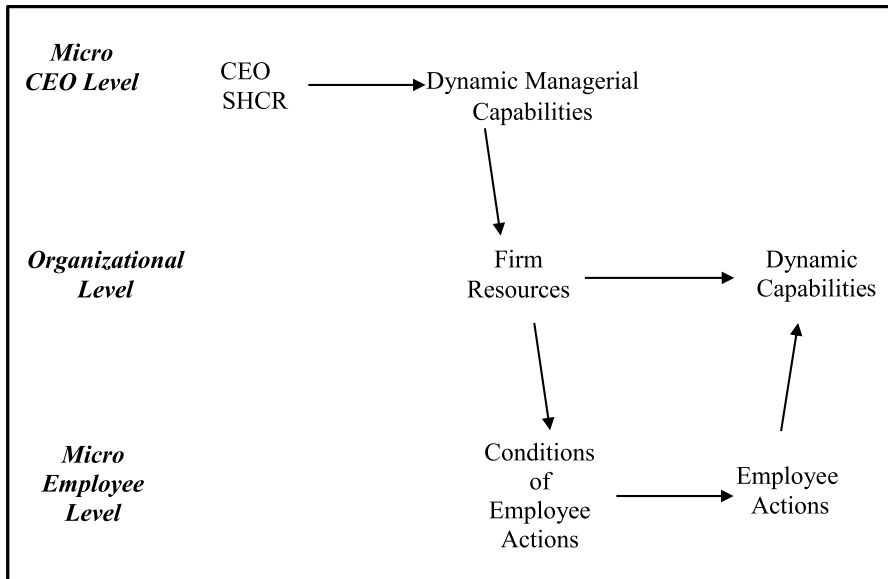 Micro
CEO Level
CEO
SHCR
Dynamic Managerial
Capabilities
Organizational
Level
Firm
Resources
Dynamic
Capabilities
Micro
Employee
Level
Conditions
of
Employee
Actions
Employee
Actions